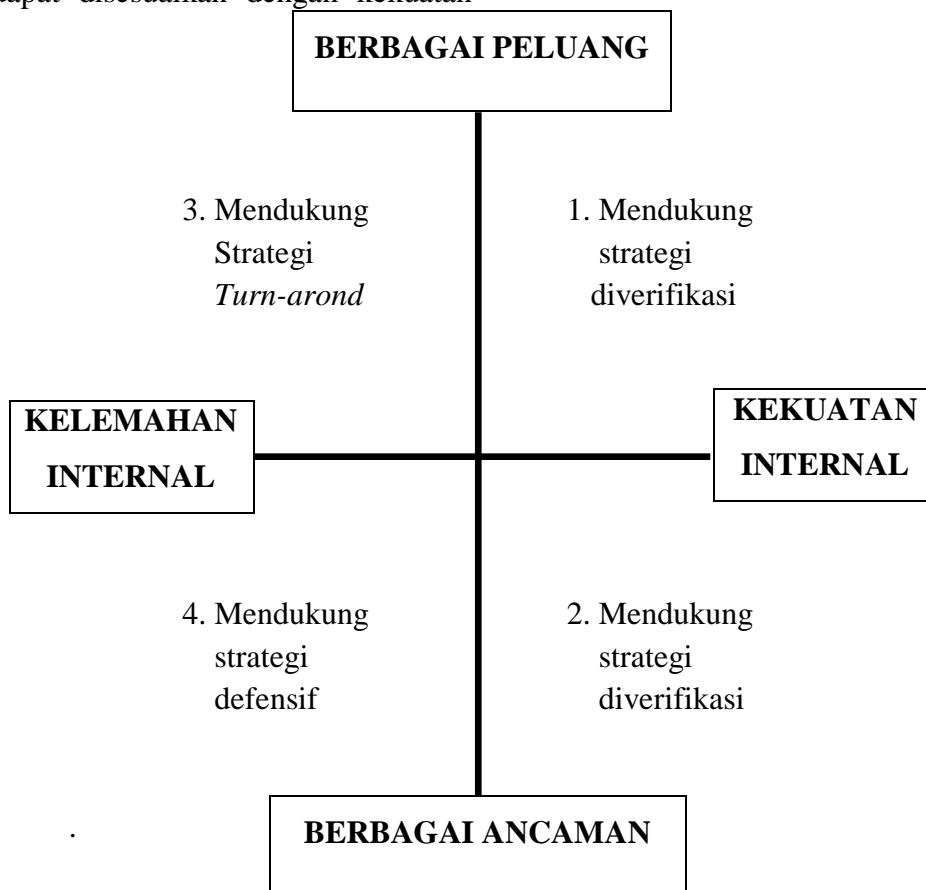 dapat disesuaikan dengan kekuatan
BERBAGAI PELUANG
3. Mendukung
Strategi
Turn-arond
1. Mendukung
strategi
diverifikasi
KELEMAHAN
INTERNAL
KEKUATAN
INTERNAL
4. Mendukung
strategi
defensif
2. Mendukung
strategi
diverifikasi
.
BERBAGAI ANCAMAN